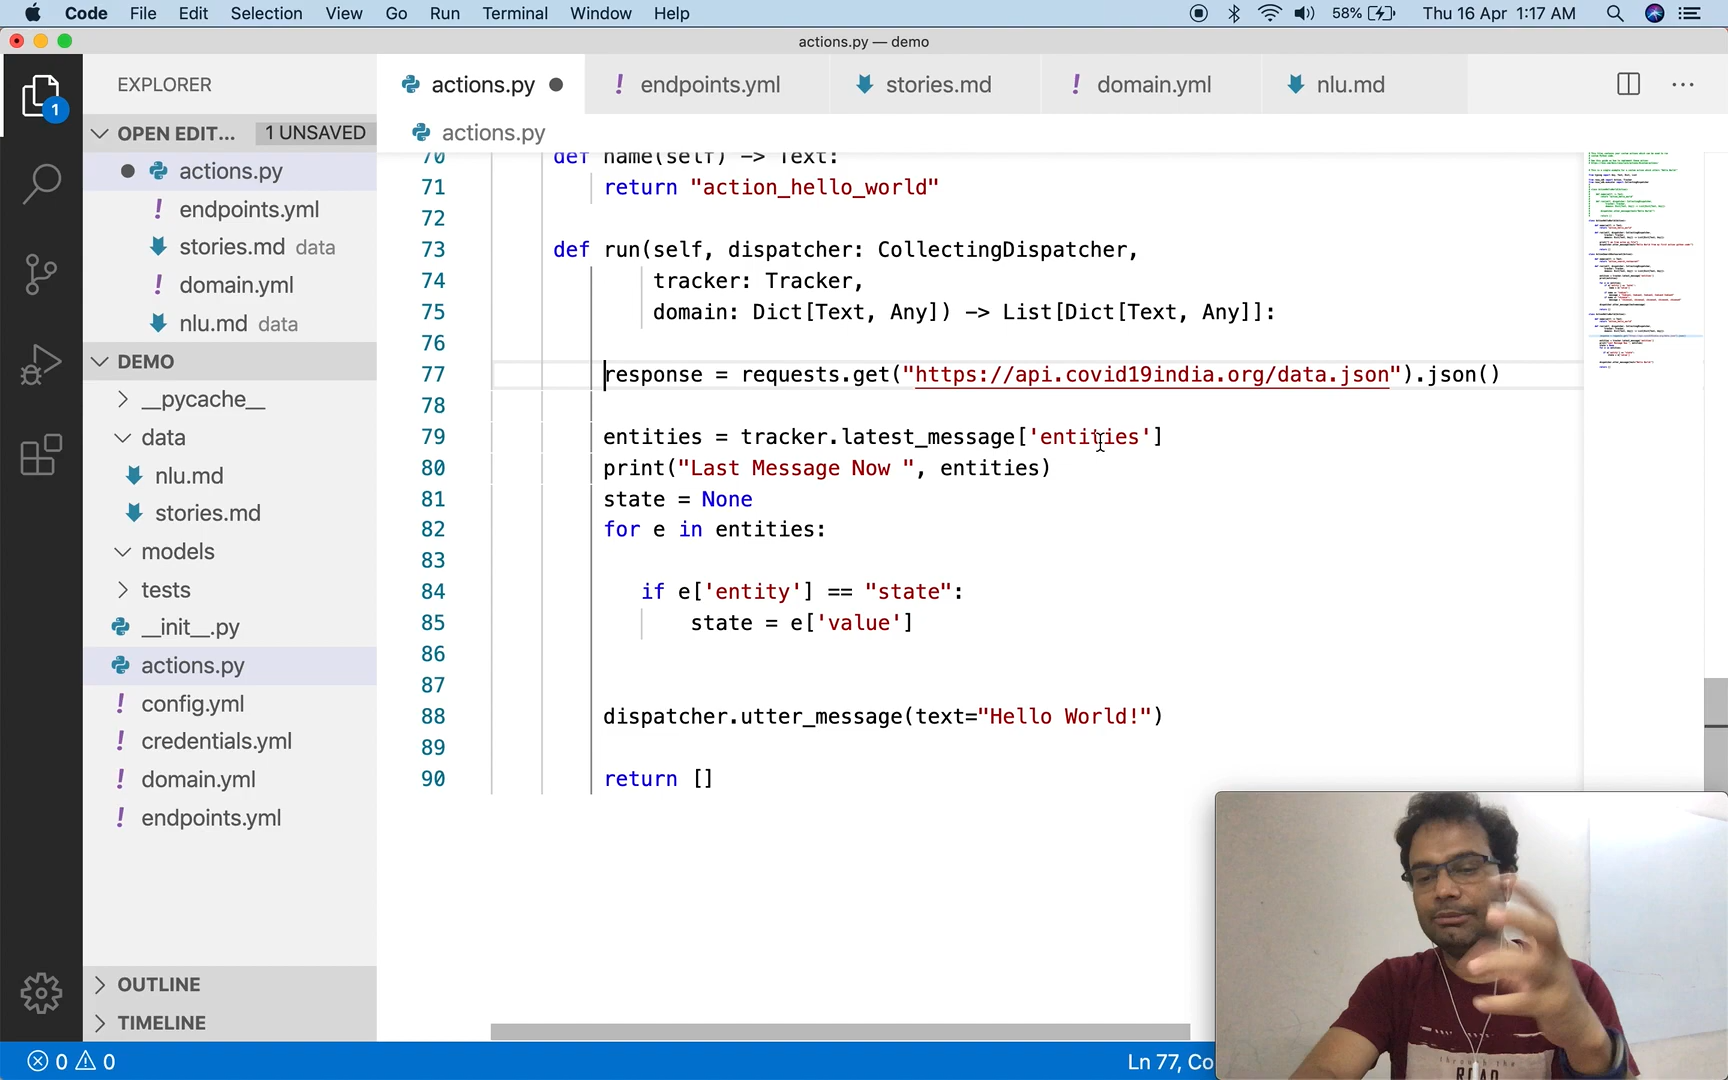 Code File Edit Selection View Go Run Terminal Window Help 58% Thu 16 Apr 1:17 AM
actions.py — demo
EXPLORER
OPEN EDIT... 1 UNSAVED
actions.py
! endpoints.yml
stories.md data
! domain.yml
nlu.md data
DEMO
__pycache__
data
nlu.md
stories.md
models
tests
__init__.py
actions.py
! config.yml
! credentials.yml
! domain.yml
! endpoints.yml
OUTLINE
TIMELINE
1
actions.py ! endpoints.yml stories.md ! domain.yml nlu.md
actions.py
70 def name(self) -> Text:
71 return "action_hello_world"
72
73 def run(self, dispatcher: CollectingDispatcher,
74 tracker: Tracker,
75 domain: Dict[Text, Any]) -> List[Dict[Text, Any]]:
76
77 response = requests.get("https://api.covid19india.org/data.json").json()
78
79 entities = tracker.latest_message['entities']
80 print("Last Message Now ", entities)
81 state = None
82 for e in entities:
83
84 if e['entity'] == "state":
85 state = e['value']
86
87
88 dispatcher.utter_message(text="Hello World!")
89
90 return []
0 0 Ln 77, Co
ROAD